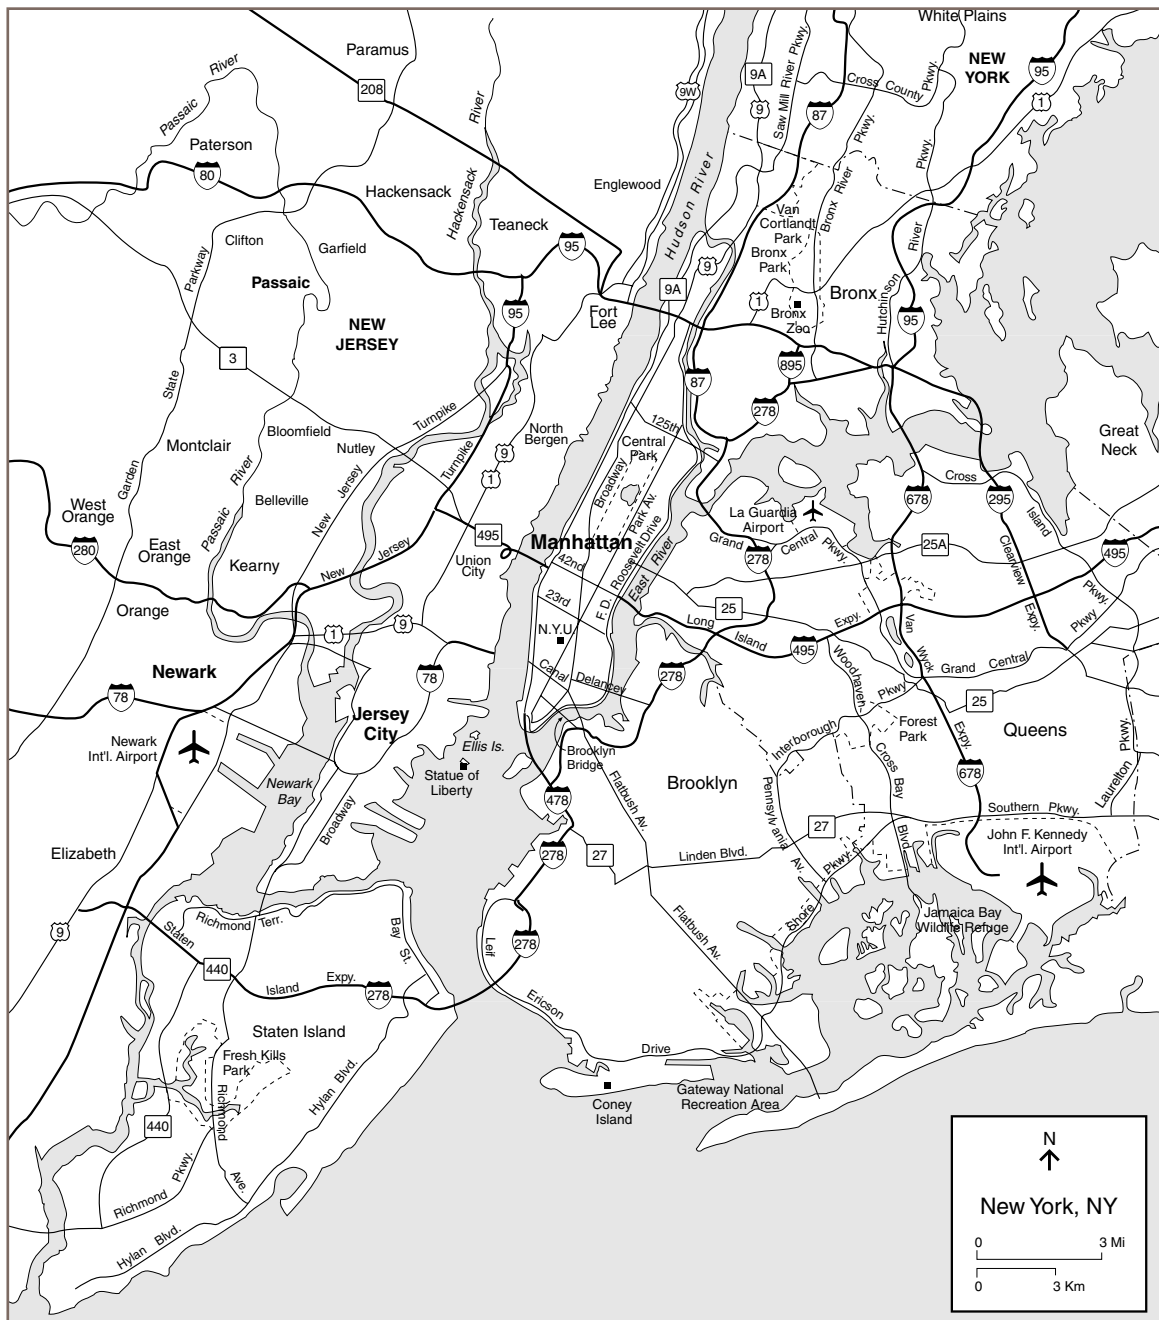 White Plains
Paramus
NEW
YORK
95
9A
9W
Cross County Pkwy.
208
Saw Mill River Pkwy.
9
1
87
River
Passaic
River
Paterson
Pkwy.
Pkwy.
80
Hackensack
Hackensack
Englewood
Hudson River
Bronx River
Van
Cortlandt
Park
Teaneck
95
Clifton
Garfield
Parkway
Bronx
Park
River
9
Passaic
9A
Bronx
1
Hutchinson
95
Fort
Lee
Bronx
Zoo
95
NEW
JERSEY
3
895
State
87
278
Turnpike
125th
North
Bergen
Bloomfield
Nutley
Montclair
Central
Park
Great
Neck
9
Turnpike
River
Broadway
Garden
Jersey
1
Cross
Island
Belleville
678
295
Park Av.
La Guardia
Airport
West
Orange
New
Passaic
495
Manhattan
Grand
Central
Pkwy.
25A
280
East
Orange
Jersey
42nd
278
495
Union
City
F. D. Roosevelt Drive
East River
Clearview
Kearny
New
Pkwy.
Orange
23rd
25
Long
Island
Expy.
Expy.
Pkwy
1
9
N.Y.U.
Van
Wyck
495
Woodhaven
Newark
Canal
Delancey
278
Grand Central
78
78
Pkwy
25
Jersey
City
Forest
Park
Queens
Newark
Int'l. Airport
Ellis Is.
Brooklyn
Bridge
Interborough
Expy.
Pkwy.
Statue of
Liberty
Cross
Bay
Blvd
678
Newark
Bay
Brooklyn
Flatbush Av.
Pennsylvania Av.
Laurelton
478
Broadway
Southern Pkwy.
27
Elizabeth
278
27
Linden Blvd.
Pkwy.
John F. Kennedy
Int'l. Airport
Richmond Terr.
Bay St.
Shore
Jamaica Bay
Wildlife Refuge
9
Staten
278
Leif
Flatbush Av.
440
Island
Expy.
278
Ericson
Staten Island
Drive
Fresh Kills
Park
Hylan Blvd.
Richmond
Coney
Island
Gateway National
Recreation Area
440
N
Pkwy.
Ave.
Richmond
New York, NY
Hylan Blvd.
0 3 Mi
0 3 Km